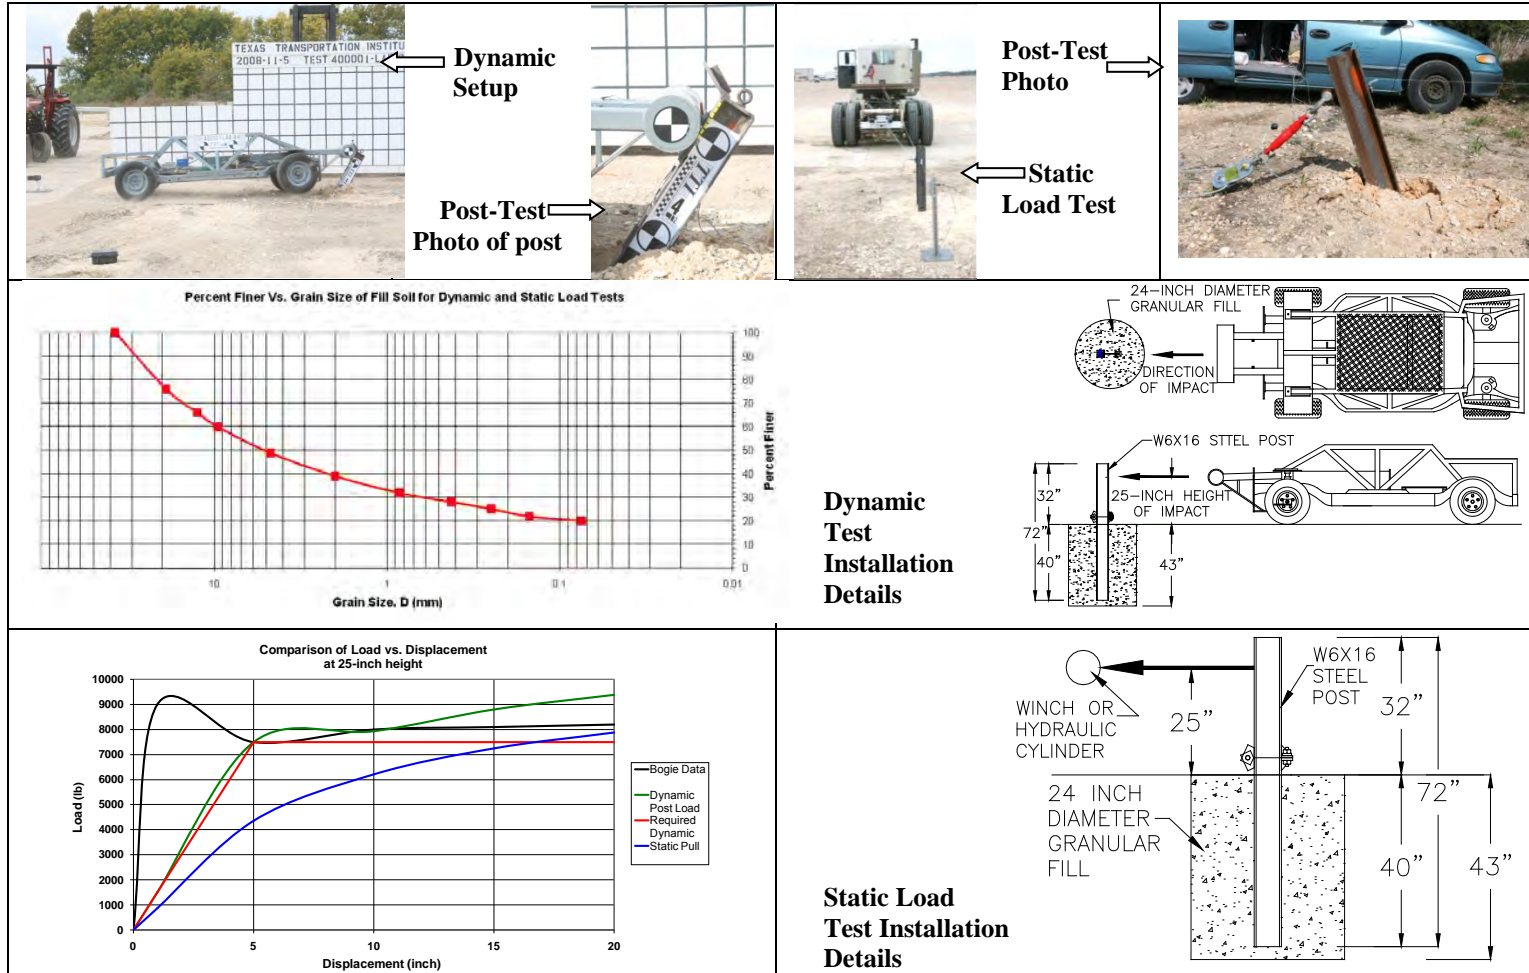 TEXAS TRANSPORTATION INSTITU
2008-11-5 TEST 400001-L
Dynamic
Setup
Post-Test
Photo of post
TTI
Static
Load Test
Post-Test
Photo
Percent Finer Vs. Grain Size of Fill Soil for Dynamic and Static Load Tests
100
90
80
70
60
50
40
30
20
10
0
Percent Finer
10
1
0.1
0.01
Grain Size, D (mm)
24-INCH DIAMETER
GRANULAR FILL
DIRECTION
OF IMPACT
W6X16 STTEL POST
25-INCH HEIGHT
OF IMPACT
32"
72"
40"
43"
Dynamic
Test
Installation
Details
Comparison of Load vs. Displacement
at 25-inch height
10000
9000
8000
7000
6000
5000
4000
3000
2000
1000
0
Load (lb)
0 5 10 15 20
Displacement (inch)
Bogie Data
Dynamic
Post Load
Required
Dynamic
Static Pull
W6X16
STEEL
POST
WINCH OR
HYDRAULIC
CYLINDER
25"
32"
24 INCH
DIAMETER
GRANULAR
FILL
72"
40"
43"
Static Load
Test Installation
Details